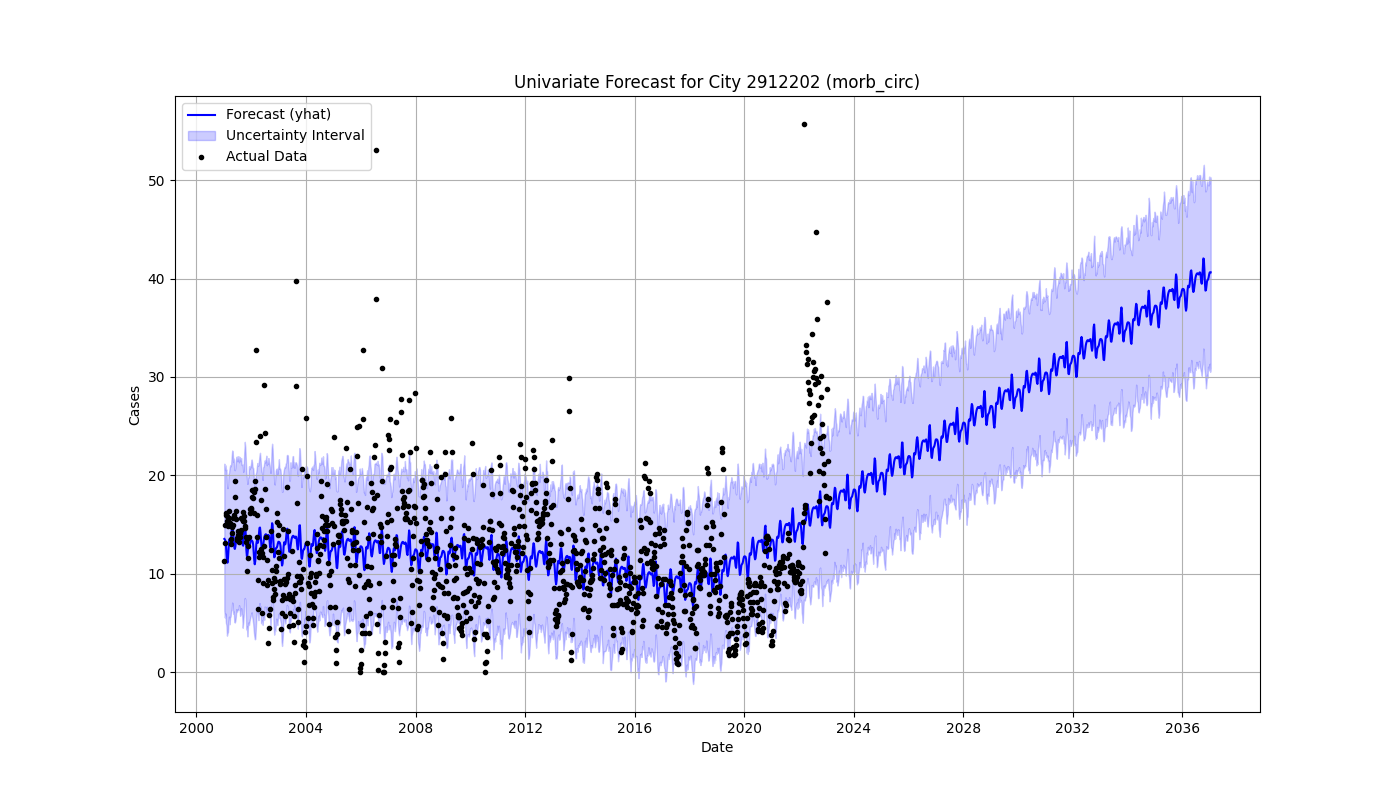 Univariate Forecast for City 2912202 (morb_circ)
Forecast (yhat)
Uncertainty Interval
Actual Data
Cases
50
40
30
20
10
0
2000 2004 2008 2012 2016 2020 2024 2028 2032 2036
Date